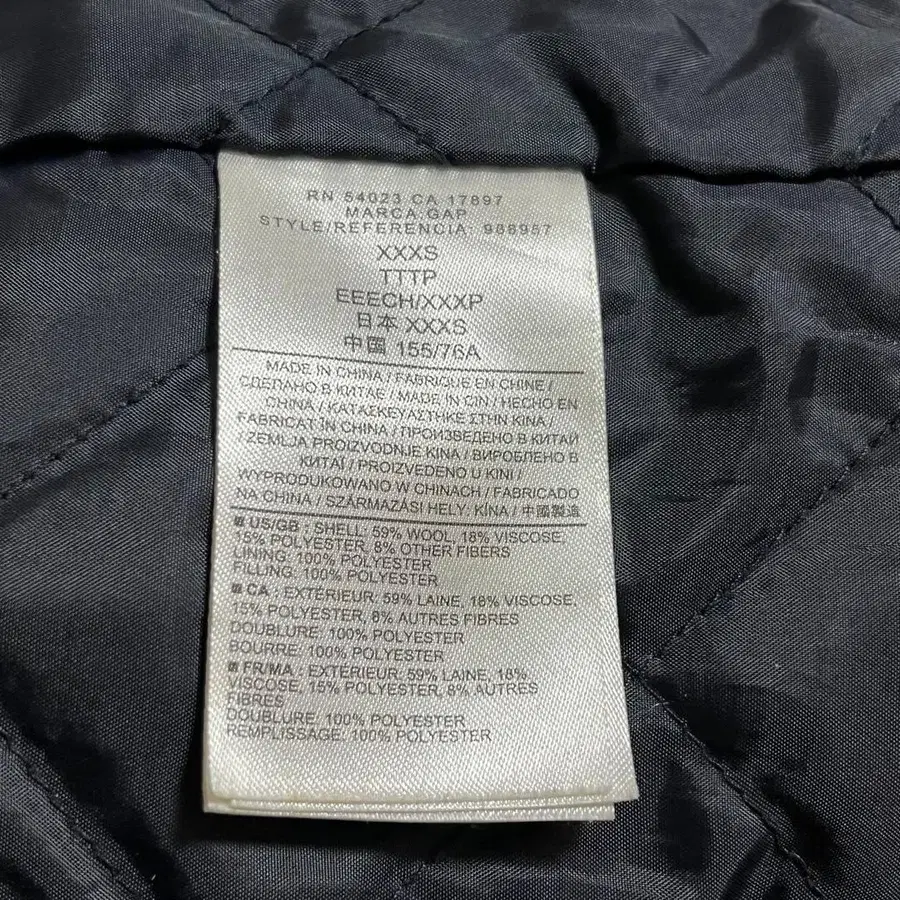 RN 54023 CA 17897
MARCA: GAP
STYLE/REFERENCIA: 988957
XXXS
TTTP
EEECH/XXXP
日本 XXXS
中国 155/76A
MADE IN CHINA / FABRIQUE EN CHINE /
СДЕЛАНО В КИТАЕ / MADE IN CIN / HECHO EN
CHINA / ΚΑΤΑΣΚΕΥΑΣΤΗΚΕ ΣΤΗΝ ΚΙΝΑ /
FABRICAT ÎN CHINA / ПРОИЗВЕДЕНО В КИТАЙ
/ ZEMLJA PROIZVODNJE KINA / ВИРОБЛЕНО В
КИТАЇ / PROIZVEDENO U KINI /
WYPRODUKOWANO W CHINACH / FABRICADO
NA CHINA / SZÁRMAZÁSI HELY: KÍNA / 中國製造
US/GB : SHELL: 59% WOOL, 18% VISCOSE,
15% POLYESTER, 8% OTHER FIBERS
LINING: 100% POLYESTER
FILLING: 100% POLYESTER
CA : EXTÉRIEUR: 59% LAINE, 18% VISCOSE,
15% POLYESTER, 8% AUTRES FIBRES
DOUBLURE: 100% POLYESTER
BOURRE: 100% POLYESTER
FR/MA : EXTÉRIEUR: 59% LAINE, 18%
VISCOSE, 15% POLYESTER, 8% AUTRES
FIBRES
DOUBLURE: 100% POLYESTER
REMPLISSAGE: 100% POLYESTER